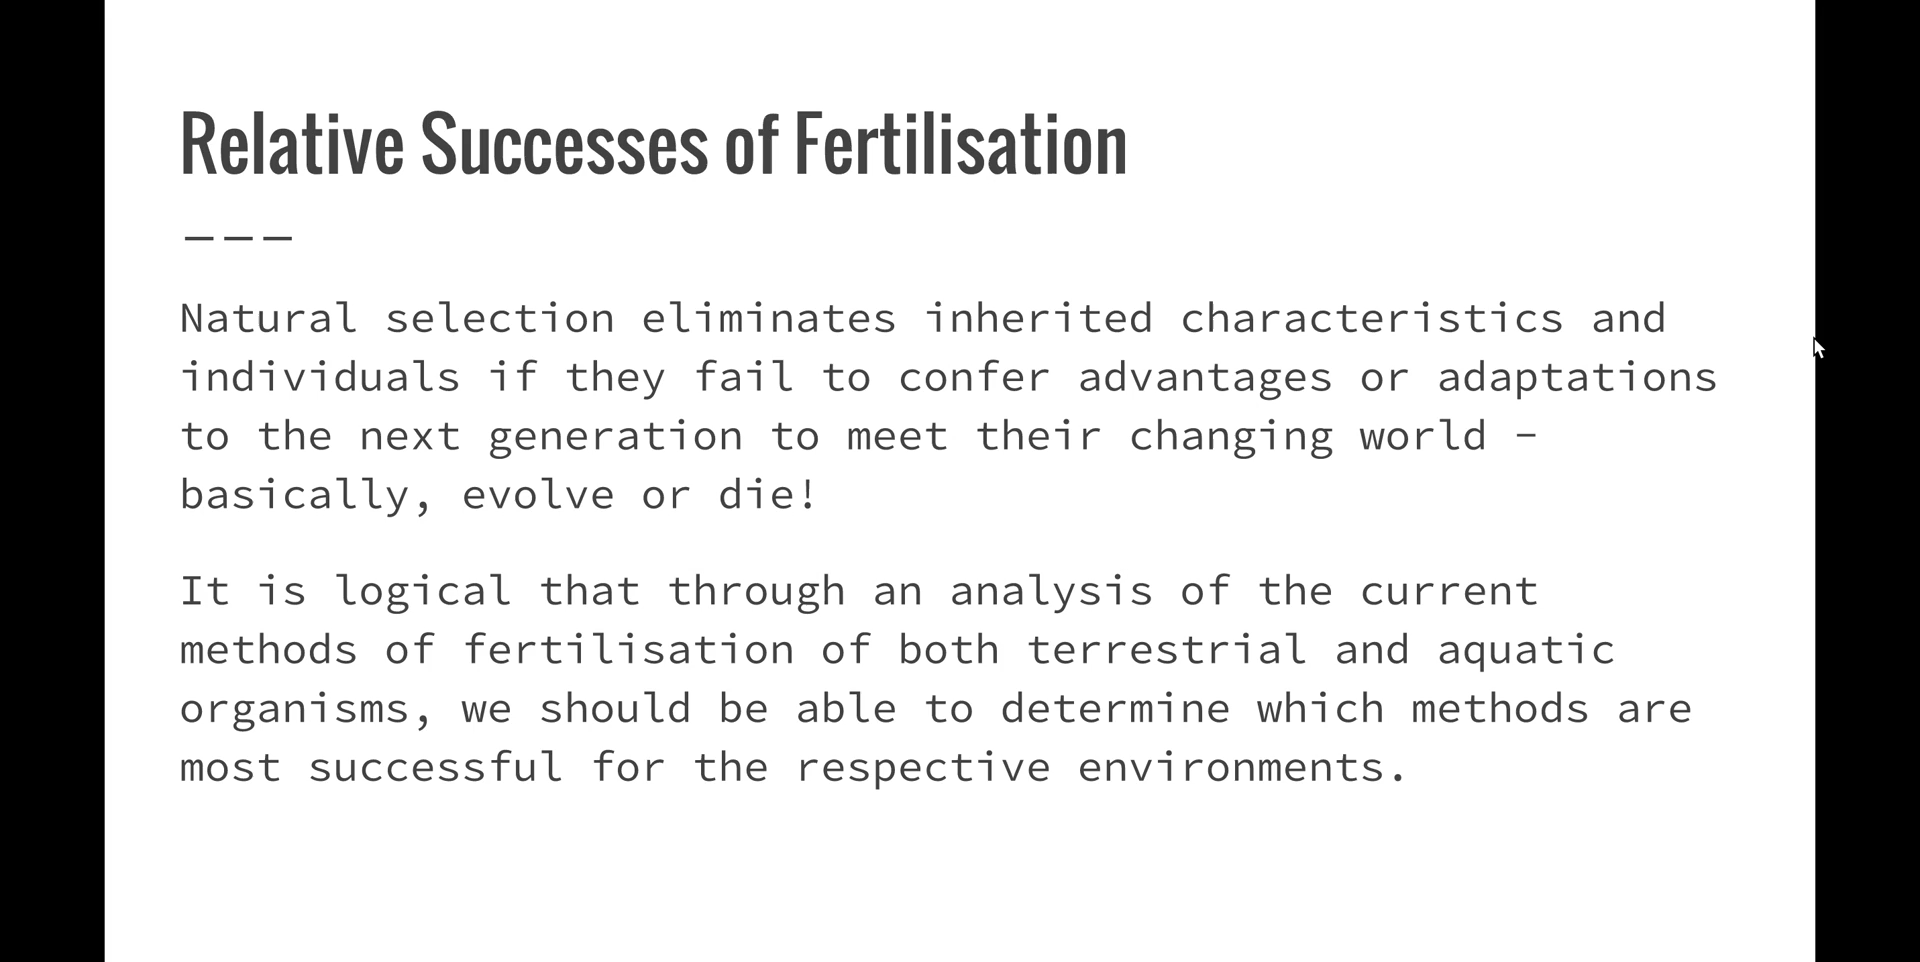 Relative Successes of Fertilisation
———
Natural selection eliminates inherited characteristics and
individuals if they fail to confer advantages or adaptations
to the next generation to meet their changing world –
basically, evolve or die!
It is logical that through an analysis of the current
methods of fertilisation of both terrestrial and aquatic
organisms, we should be able to determine which methods are
most successful for the respective environments.